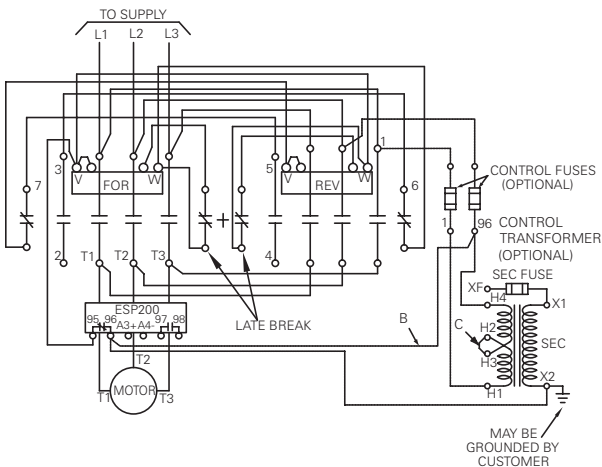 TO SUPPLY
L1 L2 L3
1
3 5
V W V W
7 FOR REV 6
CONTROL FUSES
(OPTIONAL)
1 96
CONTROL
TRANSFORMER
(OPTIONAL)
2 T1 T2 T3 4
SEC FUSE
XF
H4 X1
ESP200
95 96 A3+ A4- 97 98
LATE BREAK
B C H2
SEC
H3
T2
MOTOR
T1 T3
H1 X2
MAY BE
GROUNDED BY
CUSTOMER